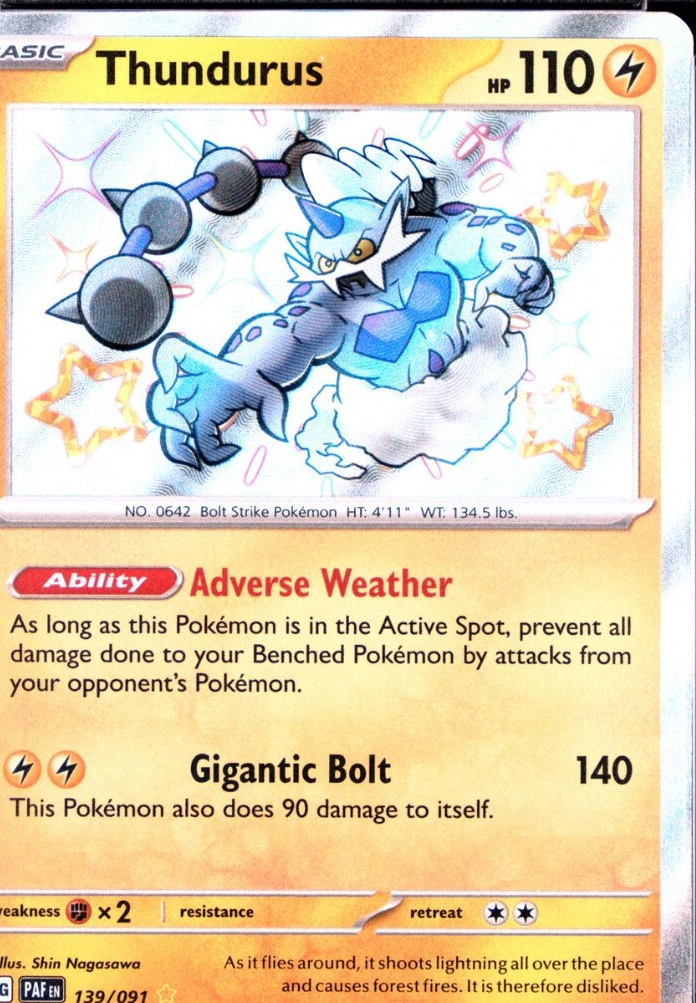 BASIC Thundurus HP 110
NO. 0642 Bolt Strike Pokémon HT: 4'11" WT: 134.5 lbs.
Ability Adverse Weather
As long as this Pokémon is in the Active Spot, prevent all
damage done to your Benched Pokémon by attacks from
your opponent's Pokémon.
Gigantic Bolt 140
This Pokémon also does 90 damage to itself.
weakness ×2 resistance retreat
Illus. Shin Nagasawa
G PAF EN 139/091
As it flies around, it shoots lightning all over the place
and causes forest fires. It is therefore disliked.